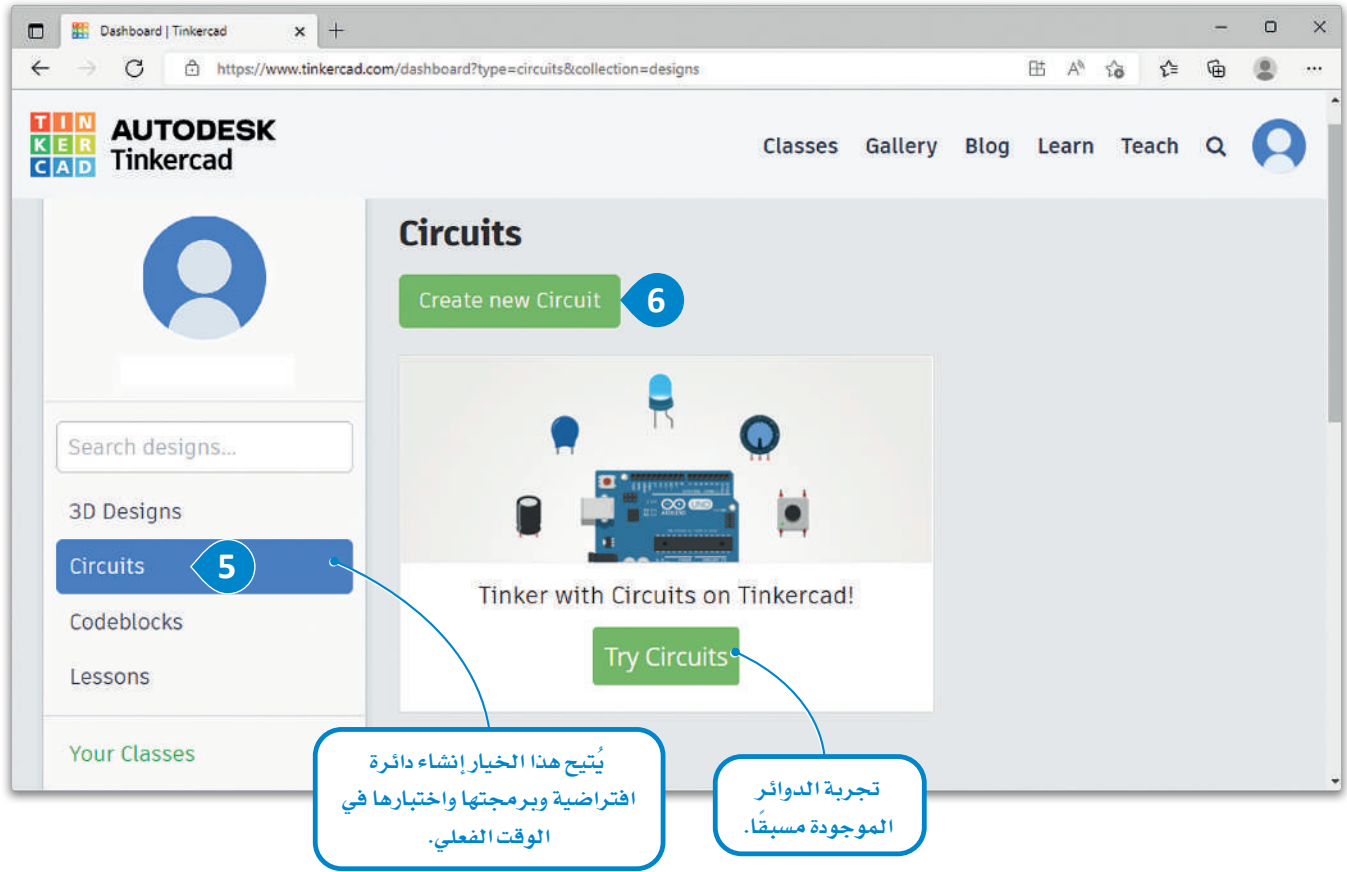 Dashboard | Tinkercad
https://www.tinkercad.com/dashboard?type=circuits&collection=designs
TIN
KER
CAD
AUTODESK
Tinkercad
Classes Gallery Blog Learn Teach
Circuits
Create new Circuit
6
Search designs...
3D Designs
Circuits
5
Codeblocks
Lessons
Your Classes
UNO
ARDUINO
Tinker with Circuits on Tinkercad!
Try Circuits
يُتيح هذا الخيار إنشاء دائرة
افتراضية وبرمجتها واختبارها في
الوقت الفعلي.
تجربة الدوائر
الموجودة مسبقًا.